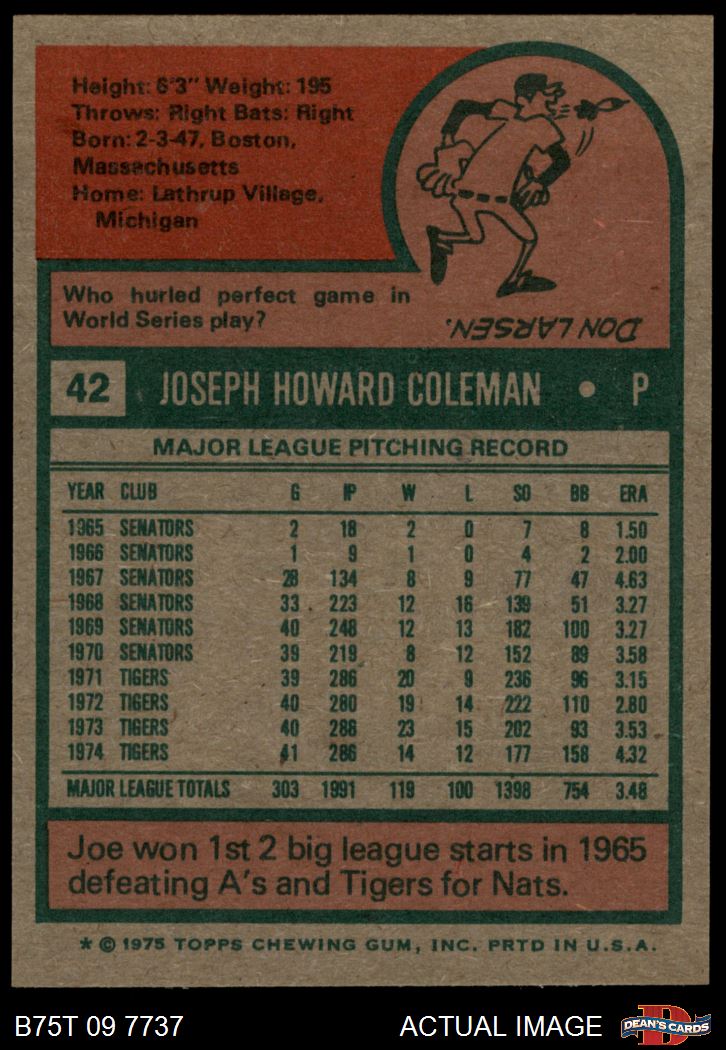 Height: 6'3" Weight: 195
Throws: Right Bats: Right
Born: 2-3-47, Boston,
Massachusetts
Home: Lathrup Village,
Michigan
Who hurled perfect game in
World Series play?
DON LARSEN.
42 JOSEPH HOWARD COLEMAN • P
MAJOR LEAGUE PITCHING RECORD
YEAR CLUB G IP W L SO BB ERA
1965 SENATORS 2 18 2 0 7 8 1.50
1966 SENATORS 1 9 1 0 4 2 2.00
1967 SENATORS 28 134 8 9 77 47 4.63
1968 SENATORS 33 223 12 16 139 51 3.27
1969 SENATORS 40 248 12 13 182 100 3.27
1970 SENATORS 39 219 8 12 152 89 3.58
1971 TIGERS 39 286 20 9 236 96 3.15
1972 TIGERS 40 280 19 14 222 110 2.80
1973 TIGERS 40 288 23 15 202 93 3.53
1974 TIGERS 41 286 14 12 177 158 4.32
MAJOR LEAGUE TOTALS 303 1991 119 100 1398 754 3.48
Joe won 1st 2 big league starts in 1965
defeating A's and Tigers for Nats.
* © 1975 TOPPS CHEWING GUM, INC. PRTD IN U.S.A.
B75T 09 7737 ACTUAL IMAGE
DEAN'S CARDS